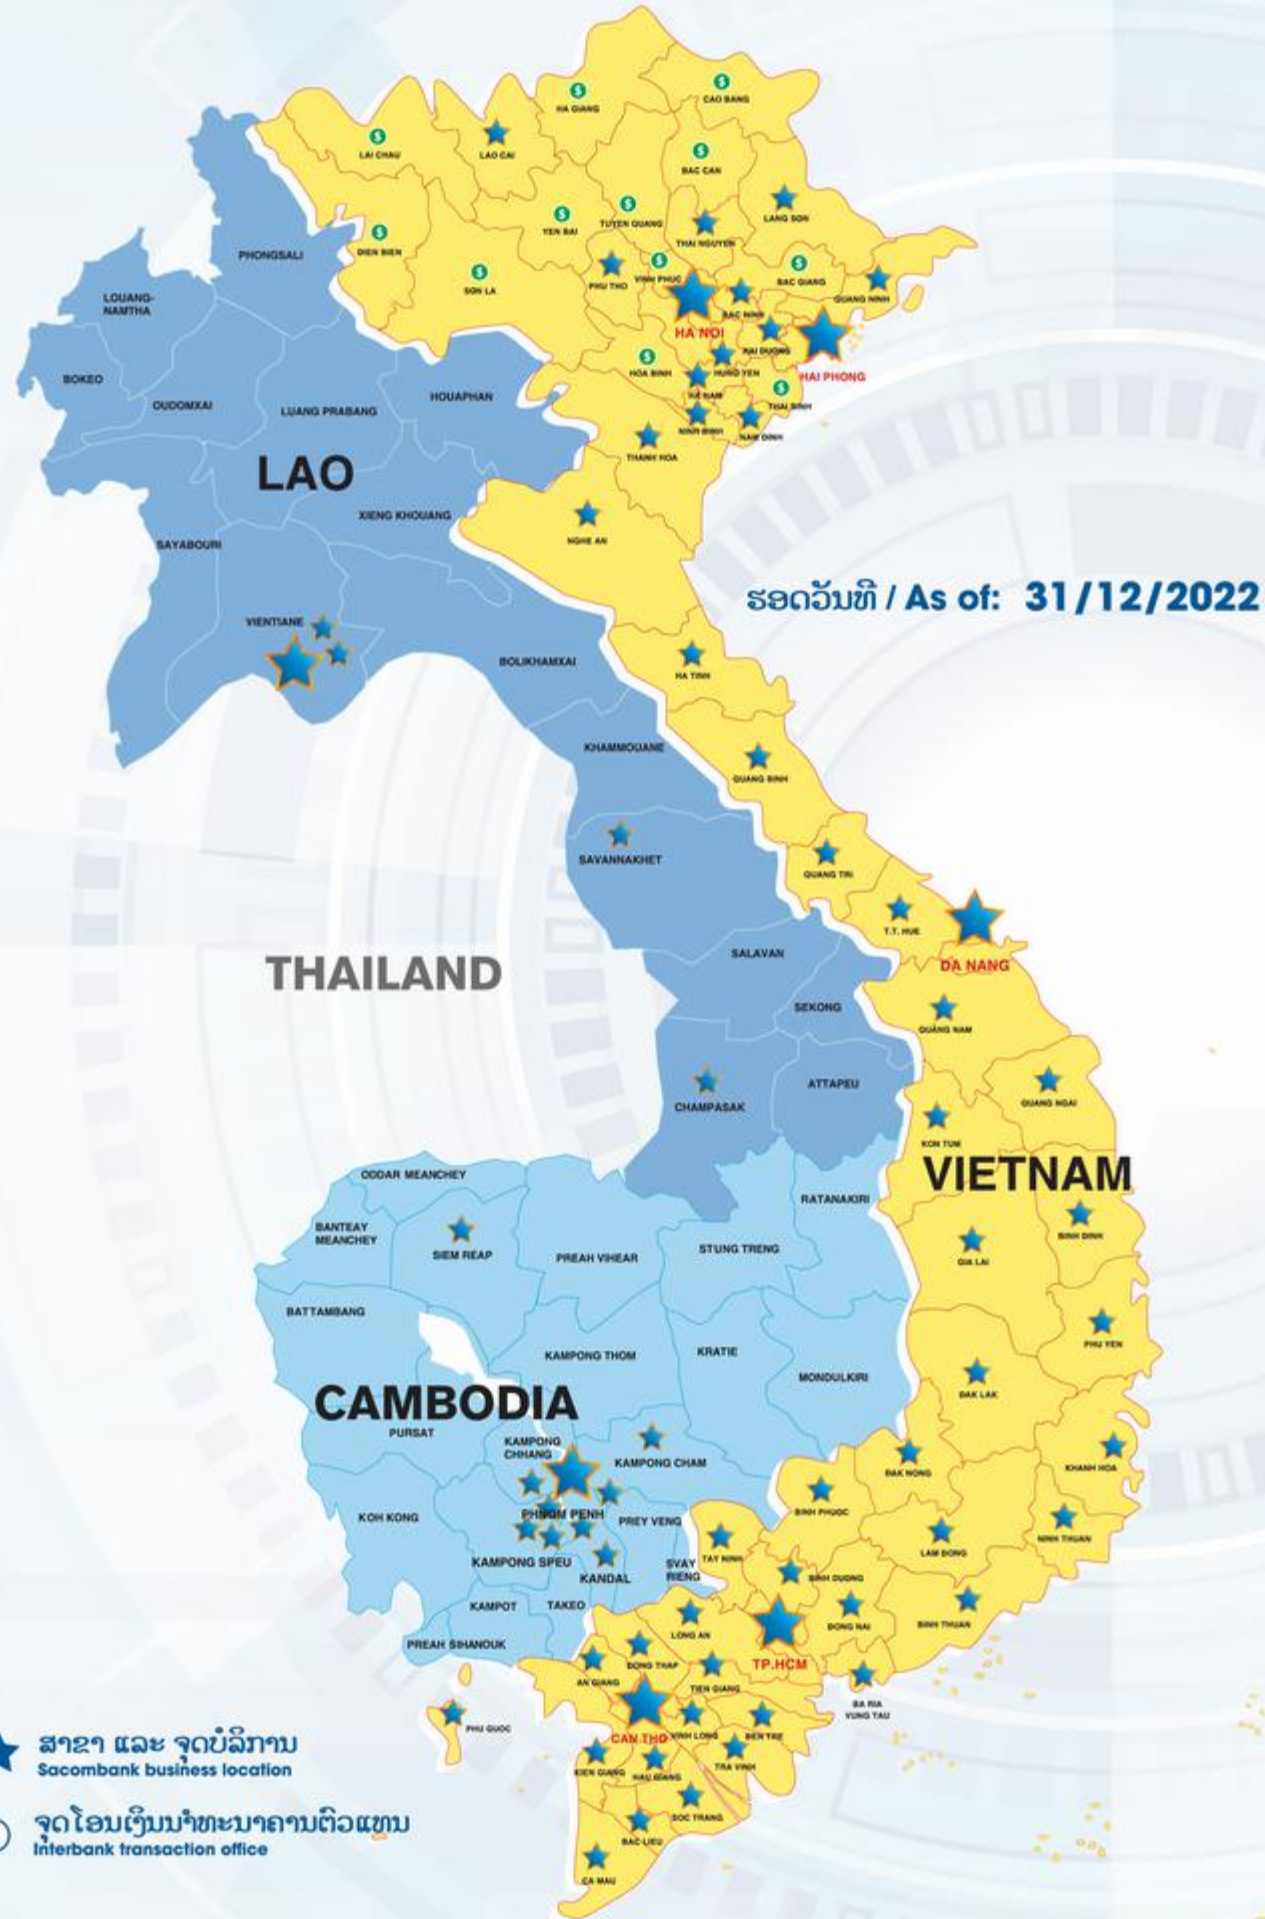 HA GIANG
CAO BANG
LAI CHAU
LAO CAI
BAC CAN
TUYEN QUANG
LANG SON
YEN BAI
THAI NGUYEN
DIEN BIEN
PHONGSALI
SON LA
PHU THO
VINH PHUC
BAC GIANG
QUANG NINH
LOUANG-
NAMTHA
BAC NINH
HA NOI
HAI DUONG
HOA BINH
HUNG YEN
HAI PHONG
BOKEO
HA NAM
HOUAPHAN
OUDOMXAI
LUANG PRABANG
THAI BINH
NINH BINH
NAM DINH
THANH HOA
LAO
XIENG KHOUANG
SAYABOURI
NGHE AN
ຮອດວັນທີ / As of: 31/12/2022
VIENTIANE
BOLIKHAMXAI
HA TINH
KHAMMOUANE
QUANG BINH
SAVANNAKHET
QUANG TRI
T.T. HUE
SALAVAN
DA NANG
THAILAND
SEKONG
QUẢNG NAM
ATTAPEU
CHAMPASAK
QUANG NGAI
KON TUM
VIETNAM
ODDAR MEANCHEY
RATANAKIRI
BANTEAY
MEANCHEY
SIEM REAP
PREAH VIHEAR
STUNG TRENG
BINH DINH
GIA LAI
BATTAMBANG
KAMPONG THOM
KRATIE
PHU YEN
MONDULKIRI
DAK LAK
CAMBODIA
PURSAT
KAMPONG
CHHANG
KAMPONG CHAM
KHANH HOA
DAK NONG
BINH PHUOC
KOH KONG
PHNOM PENH
PREY VENG
NINH THUAN
LAM DONG
TAY NINH
KAMPONG SPEU
SVAY
RIENG
KANDAL
BINH DUONG
KAMPOT
TAKEO
DONG NAI
BINH THUAN
LONG AN
PREAH SIHANOUK
DONG THAP
TP.HCM
AN GIANG
TIEN GIANG
BA RIA
VUNG TAU
PHU QUOC
CAN THO
VINH LONG
BEN TRE
ສາຂາ ແລະ ຈຸດບໍລິການ
Sacombank business location
KIEN GIANG
HAU GIANG
TRA VINH
SOC TRANG
ຈຸດໂອນເງິນນຳທະນາຄານຕົວແທນ
Interbank transaction office
BAC LIEU
CA MAU